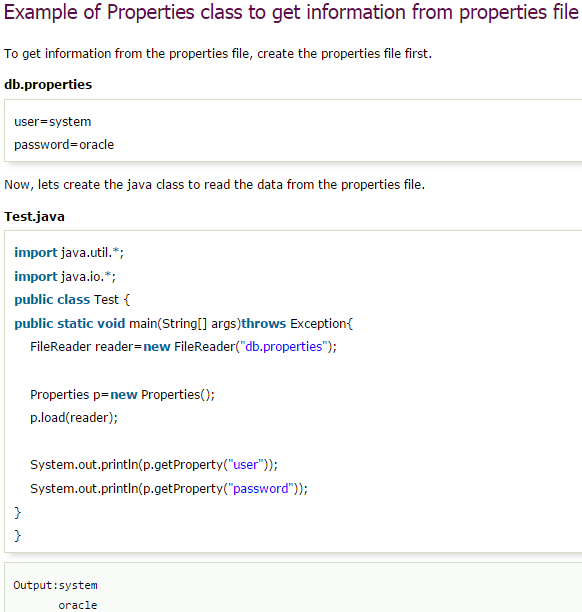 Example of Properties class to get information from properties file
To get information from the properties file, create the properties file first.
db.properties
user=system
password=oracle
Now, lets create the java class to read the data from the properties file.
Test.java
import java.util.*;
import java.io.*;
public class Test {
public static void main(String[] args)throws Exception{
FileReader reader=new FileReader("db.properties");
Properties p=new Properties();
p.load(reader);
System.out.println(p.getProperty("user"));
System.out.println(p.getProperty("password"));
}
}
Output:system
oracle